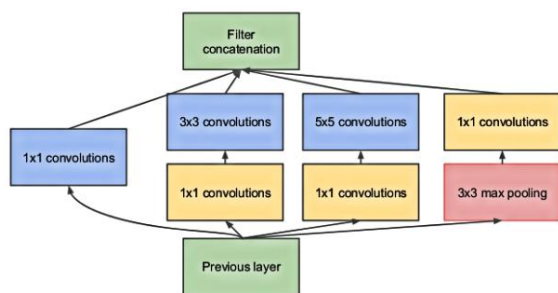 Filter
concatenation
3x3 convolutions
5x5 convolutions
1x1 convolutions
1x1 convolutions
1x1 convolutions
1x1 convolutions
3x3 max pooling
Previous layer